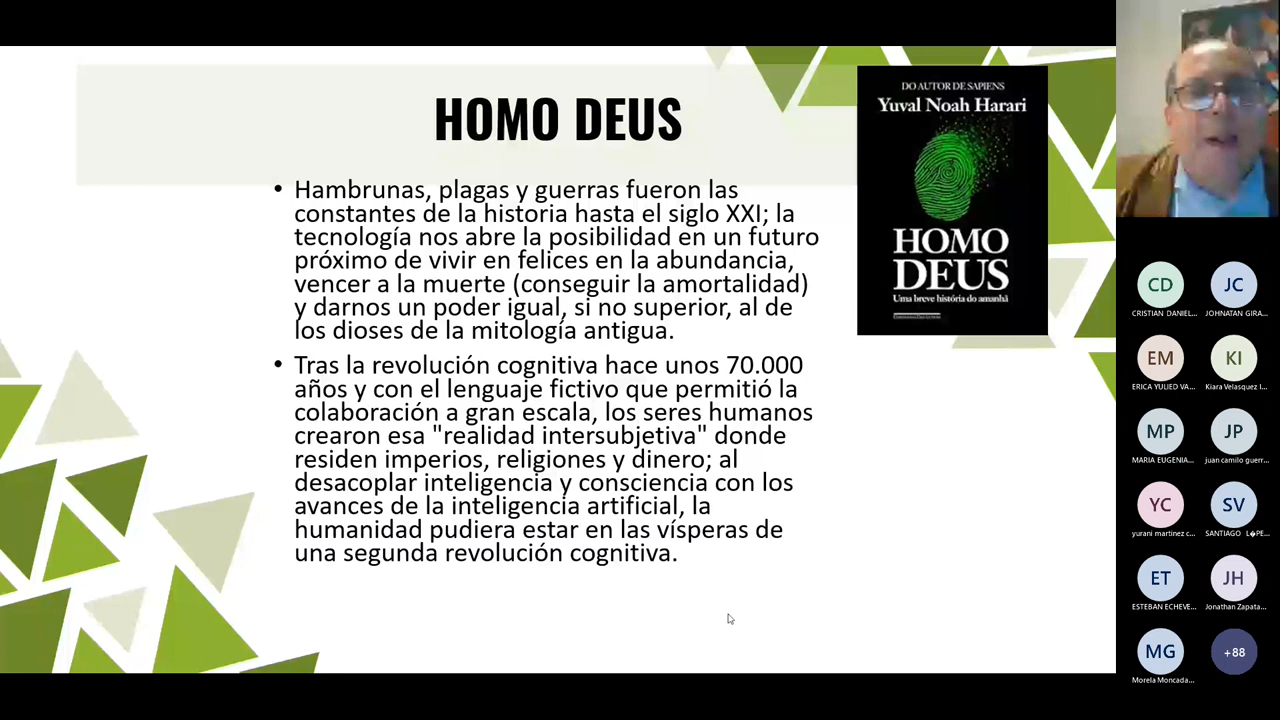 HOMO DEUS
• Hambrunas, plagas y guerras fueron las
constantes de la historia hasta el siglo XXI; la
tecnología nos abre la posibilidad en un futuro
próximo de vivir en felices en la abundancia,
vencer a la muerte (conseguir la amortalidad)
y darnos un poder igual, si no superior, al de
los dioses de la mitología antigua.
• Tras la revolución cognitiva hace unos 70.000
años y con el lenguaje fictivo que permitió la
colaboración a gran escala, los seres humanos
crearon esa "realidad intersubjetiva" donde
residen imperios, religiones y dinero; al
desacoplar inteligencia y consciencia con los
avances de la inteligencia artificial, la
humanidad pudiera estar en las vísperas de
una segunda revolución cognitiva.
DO AUTOR DE SAPIENS
Yuval Noah Harari
HOMO
DEUS
Uma breve história do amanhã
CD
CRISTIAN DANIEL...
JC
JOHNATAN GIRA...
EM
ERICA YULIED VA...
KI
Kiara Velasquez I...
MP
MARIA EUGENIA...
JP
juan camilo guerr...
YC
yurani martinez c...
SV
SANTIAGO L�PE...
ET
ESTEBAN ECHEVE...
JH
Jonathan Zapata...
MG
Morela Moncada...
+88